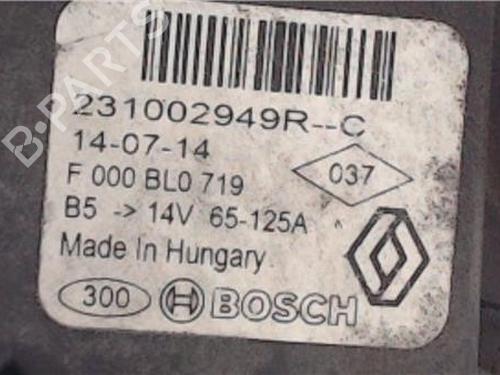 231002949R--C
14-07-14
037
F 000 BL0 719
B5 -> 14V 65-125A
Made In Hungary
300 BOSCH
B-PARTS